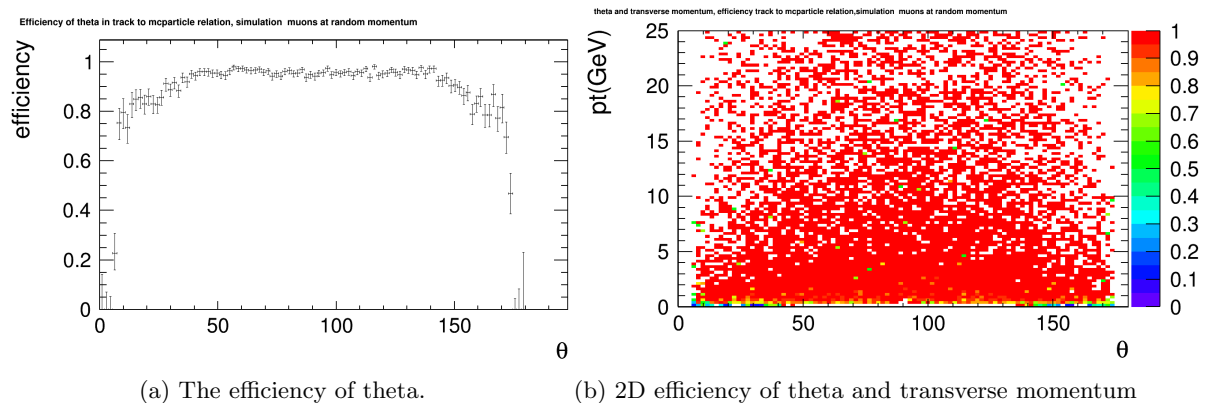 Efficiency of theta in track to mcparticle relation, simulation muons at random momentum
efficiency
1
0.8
0.6
0.4
0.2
0
0 50 100 150
θ
(a) The efficiency of theta.
theta and transverse momentum, efficiency track to mcparticle relation,simulation muons at random momentum
pt(GeV)
25
20
15
10
5
0
0 50 100 150
θ
1
0.9
0.8
0.7
0.6
0.5
0.4
0.3
0.2
0.1
0
(b) 2D efficiency of theta and transverse momentum